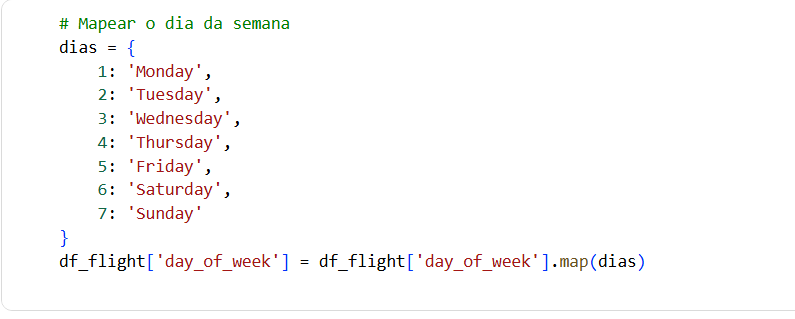 # Mapear o dia da semana
dias = {
    1: 'Monday',
    2: 'Tuesday',
    3: 'Wednesday',
    4: 'Thursday',
    5: 'Friday',
    6: 'Saturday',
    7: 'Sunday'
}
df_flight['day_of_week'] = df_flight['day_of_week'].map(dias)